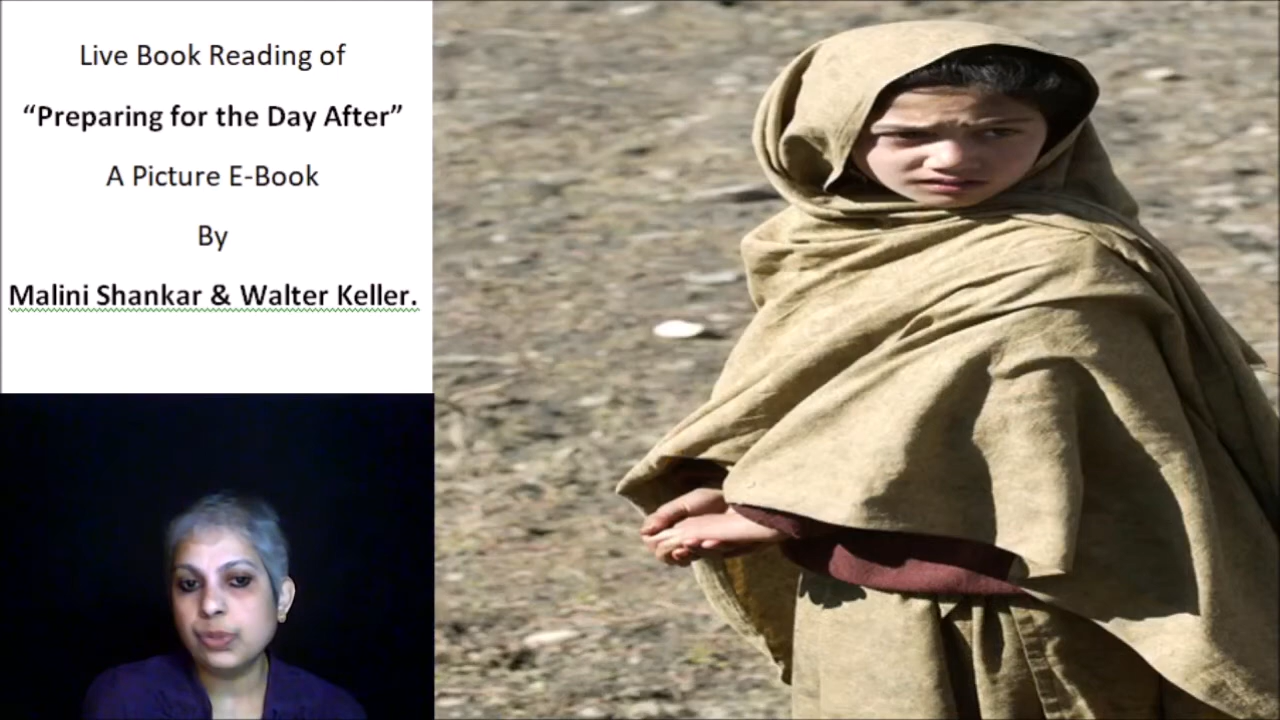 Live Book Reading of
“Preparing for the Day After”
A Picture E-Book
By
Malini Shankar & Walter Keller.